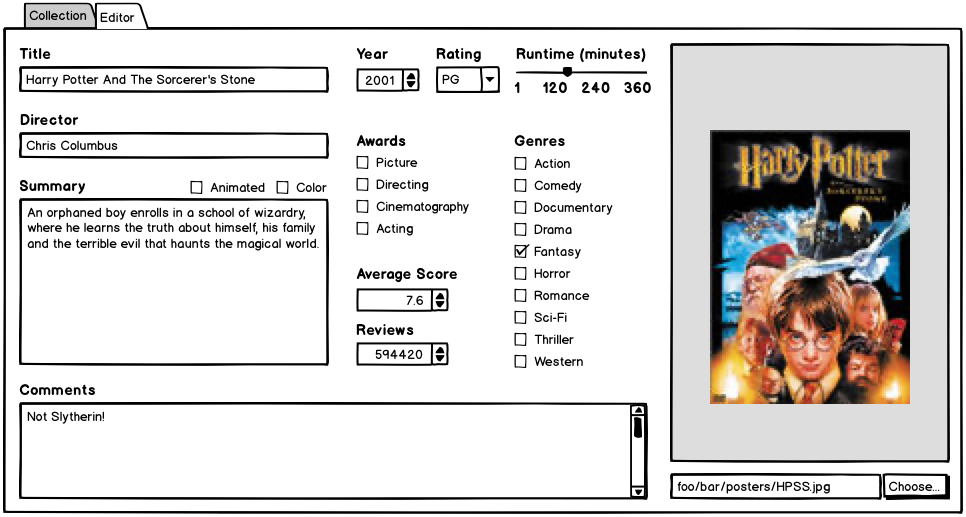 Collection Editor
Title
Harry Potter And The Sorcerer's Stone
Year
2001
Rating
PG
Runtime (minutes)
1 120 240 360
Director
Chris Columbus
Summary
Animated
Color
An orphaned boy enrolls in a school of wizardry,
where he learns the truth about himself, his family
and the terrible evil that haunts the magical world.
Awards
Picture
Directing
Cinematography
Acting
Average Score
7.6
Reviews
594420
Genres
Action
Comedy
Documentary
Drama
Fantasy
Horror
Romance
Sci-Fi
Thriller
Western
Comments
Not Slytherin!
Harry Potter
SORCERER'S
STONE
foo/bar/posters/HPSS.jpg
Choose...